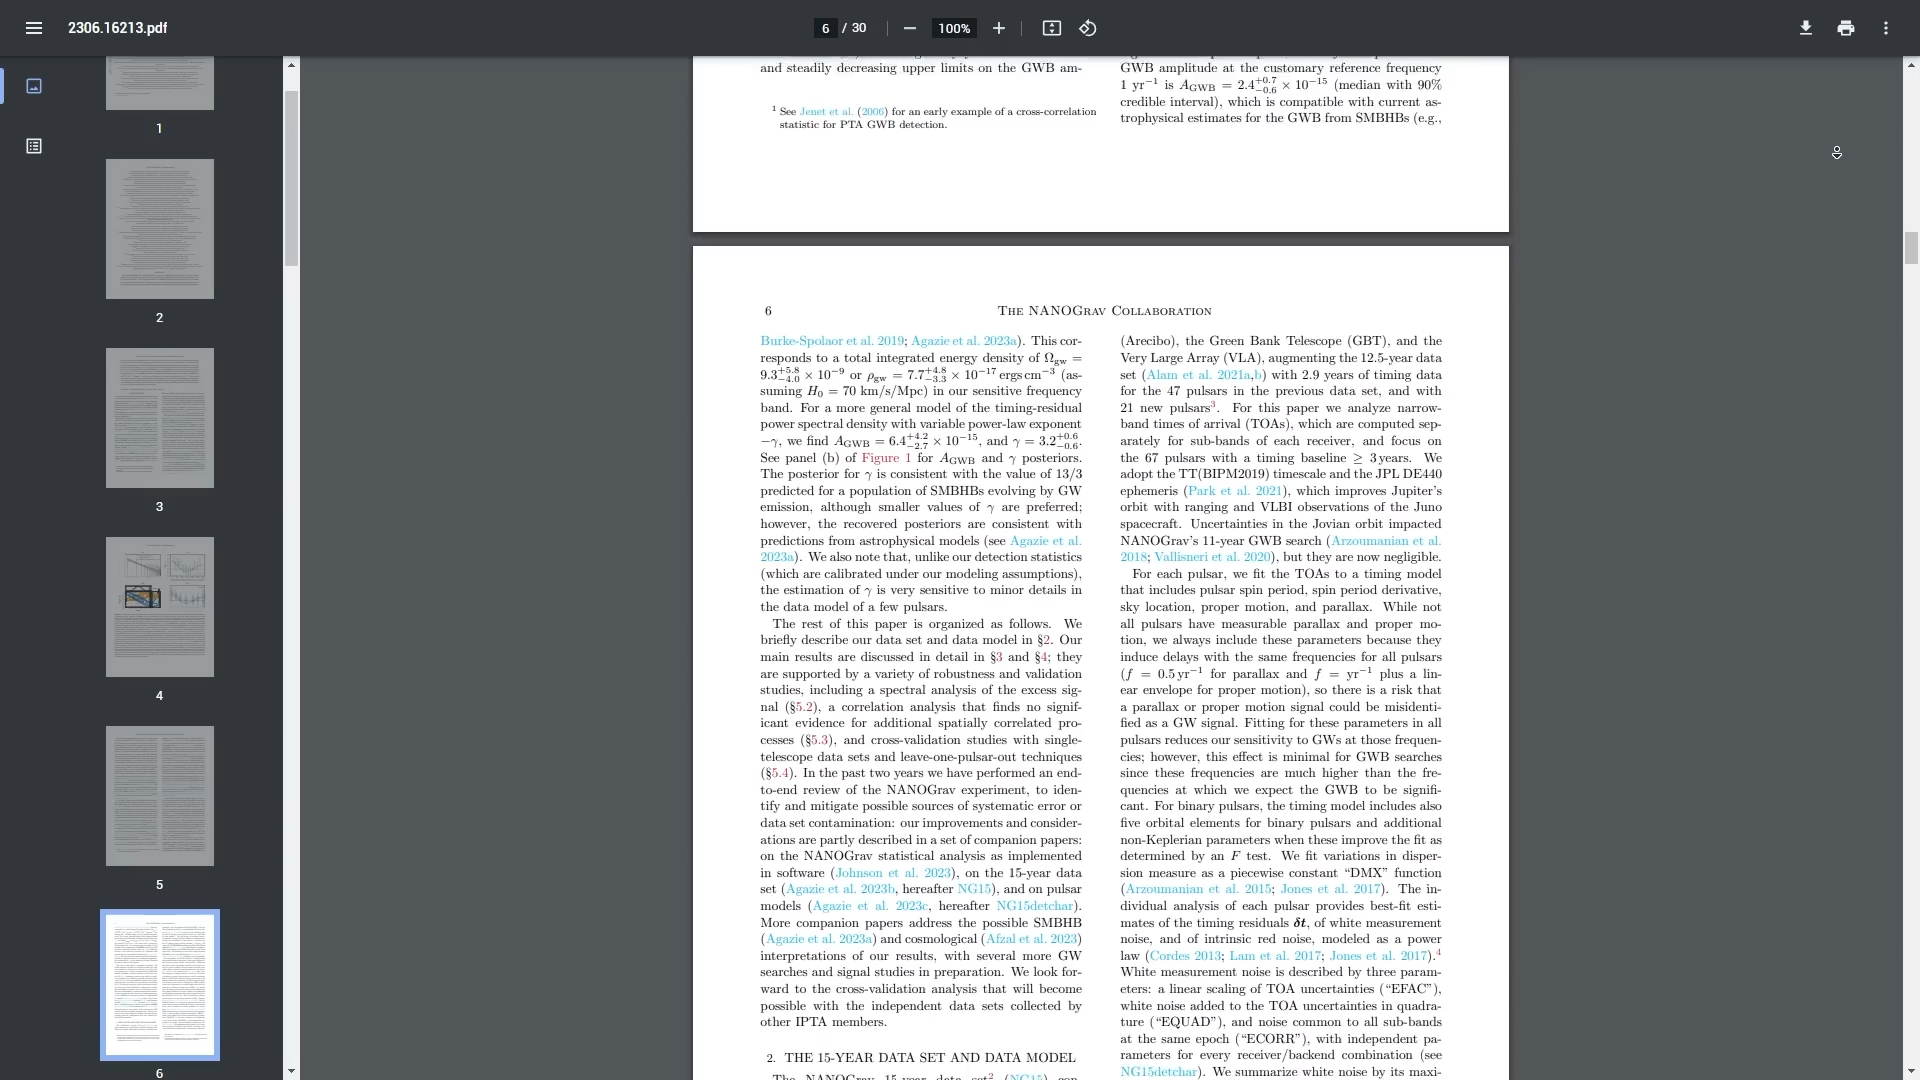 2306.16213.pdf
6 / 30
100%
1
2
3
4
5
6
and steadily decreasing upper limits on the GWB am-
¹ See Jenet et al. (2006) for an early example of a cross-correlation
statistic for PTA GWB detection.
GWB amplitude at the customary reference frequency
1 yr⁻¹ is A_GWB = 2.4^{+0.7}_{−0.6} × 10⁻¹⁵ (median with 90%
credible interval), which is compatible with current as-
trophysical estimates for the GWB from SMBHBs (e.g.,
6
The NANOGrav Collaboration
Burke-Spolaor et al. 2019; Agazie et al. 2023a). This cor-
responds to a total integrated energy density of Ω_gw =
9.3^{+5.8}_{−4.0} × 10⁻⁹ or ρ_gw = 7.7^{+4.8}_{−3.3} × 10⁻¹⁷ ergs cm⁻³ (as-
suming H₀ = 70 km/s/Mpc) in our sensitive frequency
band. For a more general model of the timing-residual
power spectral density with variable power-law exponent
−γ, we find A_GWB = 6.4^{+4.2}_{−2.7} × 10⁻¹⁵, and γ = 3.2^{+0.6}_{−0.6}.
See panel (b) of Figure 1 for A_GWB and γ posteriors.
The posterior for γ is consistent with the value of 13/3
predicted for a population of SMBHBs evolving by GW
emission, although smaller values of γ are preferred;
however, the recovered posteriors are consistent with
predictions from astrophysical models (see Agazie et al.
2023a). We also note that, unlike our detection statistics
(which are calibrated under our modeling assumptions),
the estimation of γ is very sensitive to minor details in
the data model of a few pulsars.
The rest of this paper is organized as follows. We
briefly describe our data set and data model in §2. Our
main results are discussed in detail in §3 and §4; they
are supported by a variety of robustness and validation
studies, including a spectral analysis of the excess sig-
nal (§5.2), a correlation analysis that finds no signif-
icant evidence for additional spatially correlated pro-
cesses (§5.3), and cross-validation studies with single-
telescope data sets and leave-one-pulsar-out techniques
(§5.4). In the past two years we have performed an end-
to-end review of the NANOGrav experiment, to iden-
tify and mitigate possible sources of systematic error or
data set contamination: our improvements and consider-
ations are partly described in a set of companion papers:
on the NANOGrav statistical analysis as implemented
in software (Johnson et al. 2023), on the 15-year data
set (Agazie et al. 2023b, hereafter NG15), and on pulsar
models (Agazie et al. 2023c, hereafter NG15detchar).
More companion papers address the possible SMBHB
(Agazie et al. 2023a) and cosmological (Afzal et al. 2023)
interpretations of our results, with several more GW
searches and signal studies in preparation. We look for-
ward to the cross-validation analysis that will become
possible with the independent data sets collected by
other IPTA members.
2. THE 15-YEAR DATA SET AND DATA MODEL
The NANOGrav 15-year data set² (NG15) con-
(Arecibo), the Green Bank Telescope (GBT), and the
Very Large Array (VLA), augmenting the 12.5-year data
set (Alam et al. 2021a,b) with 2.9 years of timing data
for the 47 pulsars in the previous data set, and with
21 new pulsars³. For this paper we analyze narrow-
band times of arrival (TOAs), which are computed sep-
arately for sub-bands of each receiver, and focus on
the 67 pulsars with a timing baseline ≥ 3 years. We
adopt the TT(BIPM2019) timescale and the JPL DE440
ephemeris (Park et al. 2021), which improves Jupiter's
orbit with ranging and VLBI observations of the Juno
spacecraft. Uncertainties in the Jovian orbit impacted
NANOGrav's 11-year GWB search (Arzoumanian et al.
2018; Vallisneri et al. 2020), but they are now negligible.
For each pulsar, we fit the TOAs to a timing model
that includes pulsar spin period, spin period derivative,
sky location, proper motion, and parallax. While not
all pulsars have measurable parallax and proper mo-
tion, we always include these parameters because they
induce delays with the same frequencies for all pulsars
(f = 0.5 yr⁻¹ for parallax and f = yr⁻¹ plus a lin-
ear envelope for proper motion), so there is a risk that
a parallax or proper motion signal could be misidenti-
fied as a GW signal. Fitting for these parameters in all
pulsars reduces our sensitivity to GWs at those frequen-
cies; however, this effect is minimal for GWB searches
since these frequencies are much higher than the fre-
quencies at which we expect the GWB to be signifi-
cant. For binary pulsars, the timing model includes also
five orbital elements for binary pulsars and additional
non-Keplerian parameters when these improve the fit as
determined by an F test. We fit variations in disper-
sion measure as a piecewise constant “DMX” function
(Arzoumanian et al. 2015; Jones et al. 2017). The in-
dividual analysis of each pulsar provides best-fit esti-
mates of the timing residuals δt, of white measurement
noise, and of intrinsic red noise, modeled as a power
law (Cordes 2013; Lam et al. 2017; Jones et al. 2017).⁴
White measurement noise is described by three param-
eters: a linear scaling of TOA uncertainties (“EFAC”),
white noise added to the TOA uncertainties in quadra-
ture (“EQUAD”), and noise common to all sub-bands
at the same epoch (“ECORR”), with independent pa-
rameters for every receiver/backend combination (see
NG15detchar). We summarize white noise by its maxi-